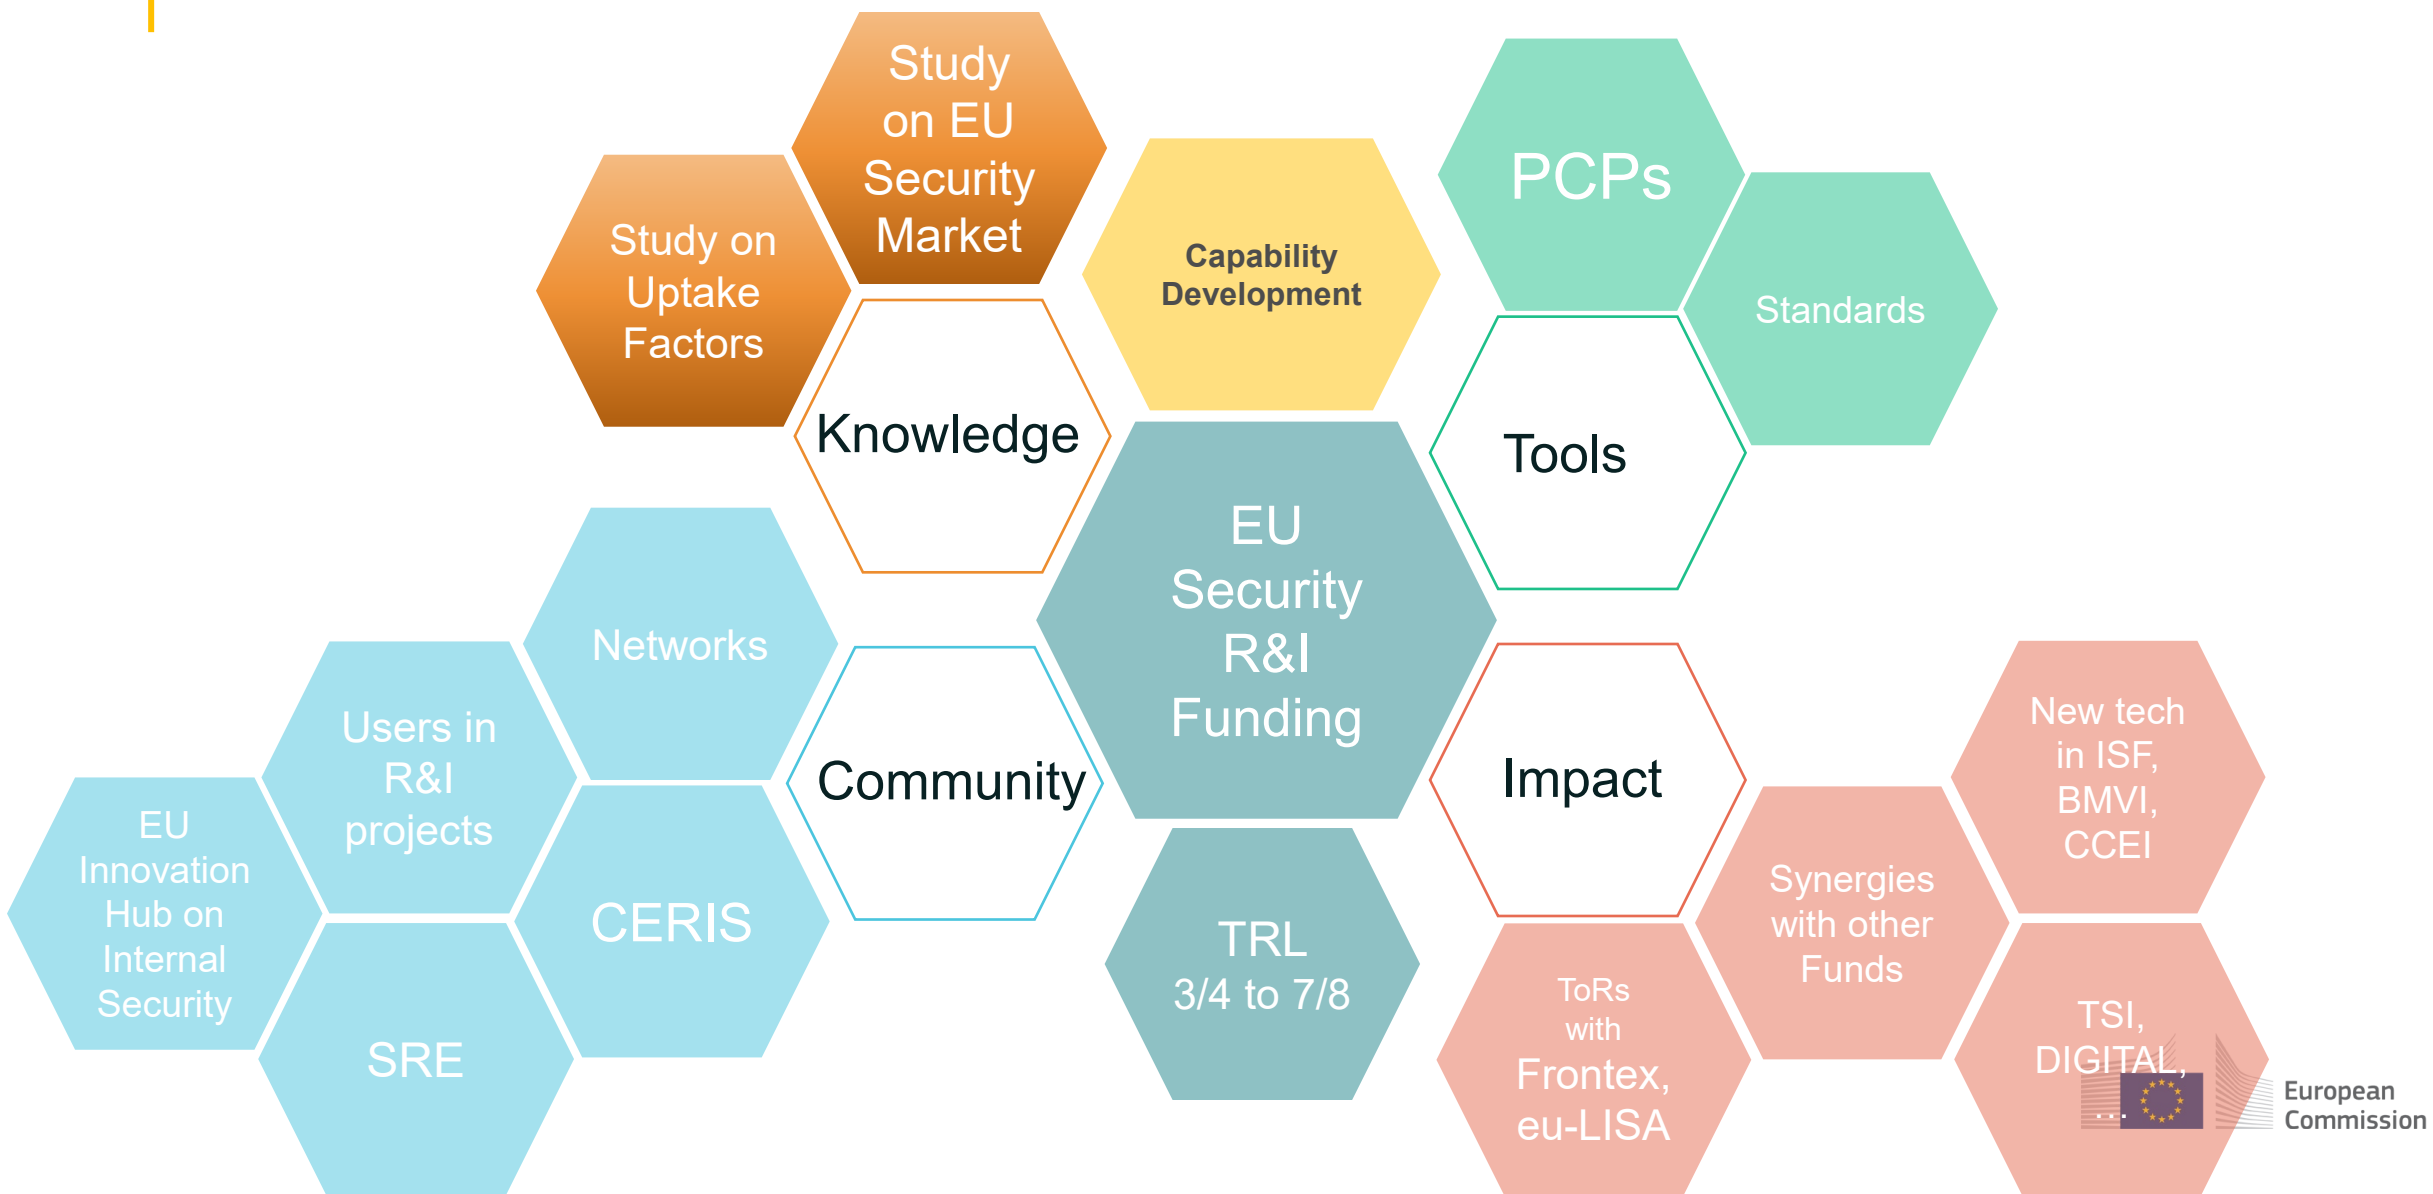 Study
on EU
Security
Market
Study on
Uptake
Factors
Knowledge
Capability
Development
PCPs
Standards
Tools
EU
Security
R&I
Funding
Networks
Users in
R&I
projects
EU
Innovation
Hub on
Internal
Security
CERIS
SRE
Community
TRL
3/4 to 7/8
Impact
New tech
in ISF,
BMVI,
CCEI
Synergies
with other
Funds
ToRs
with
Frontex,
eu-LISA
TSI,
DIGITAL,
...
European
Commission